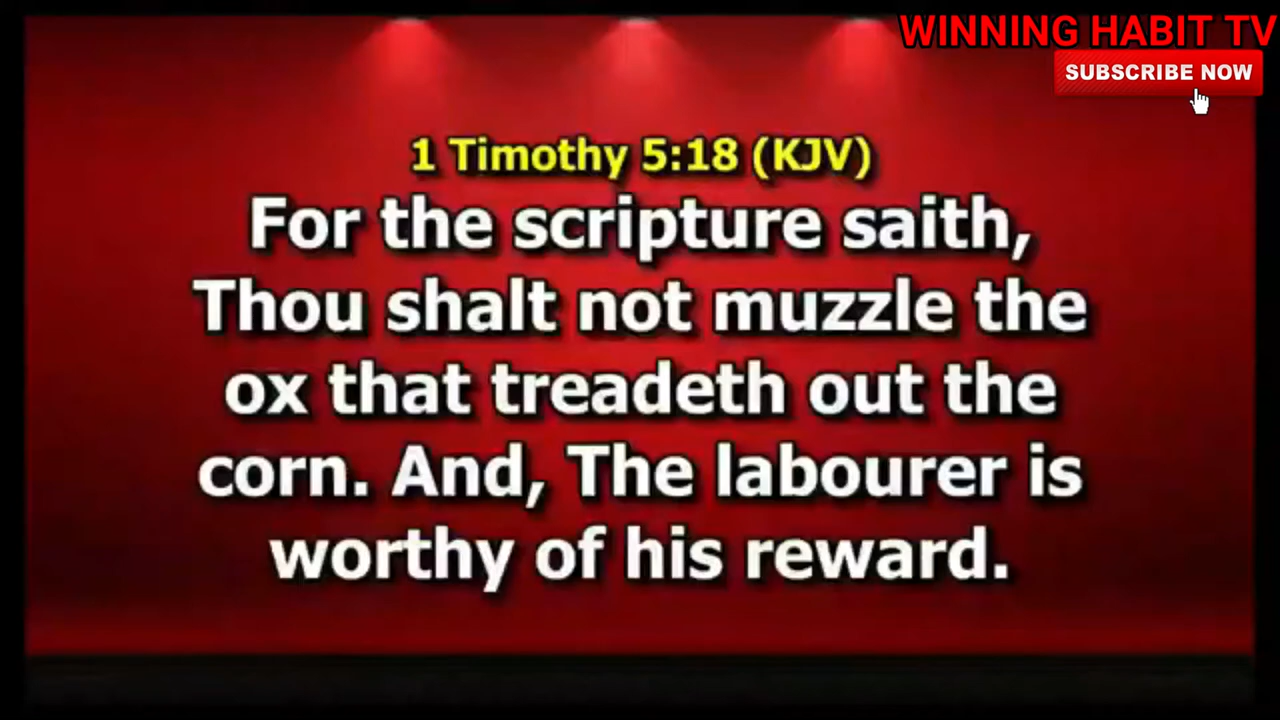 WINNING HABIT TV
SUBSCRIBE NOW
1 Timothy 5:18 (KJV)
For the scripture saith,
Thou shalt not muzzle the
ox that treadeth out the
corn. And, The labourer is
worthy of his reward.